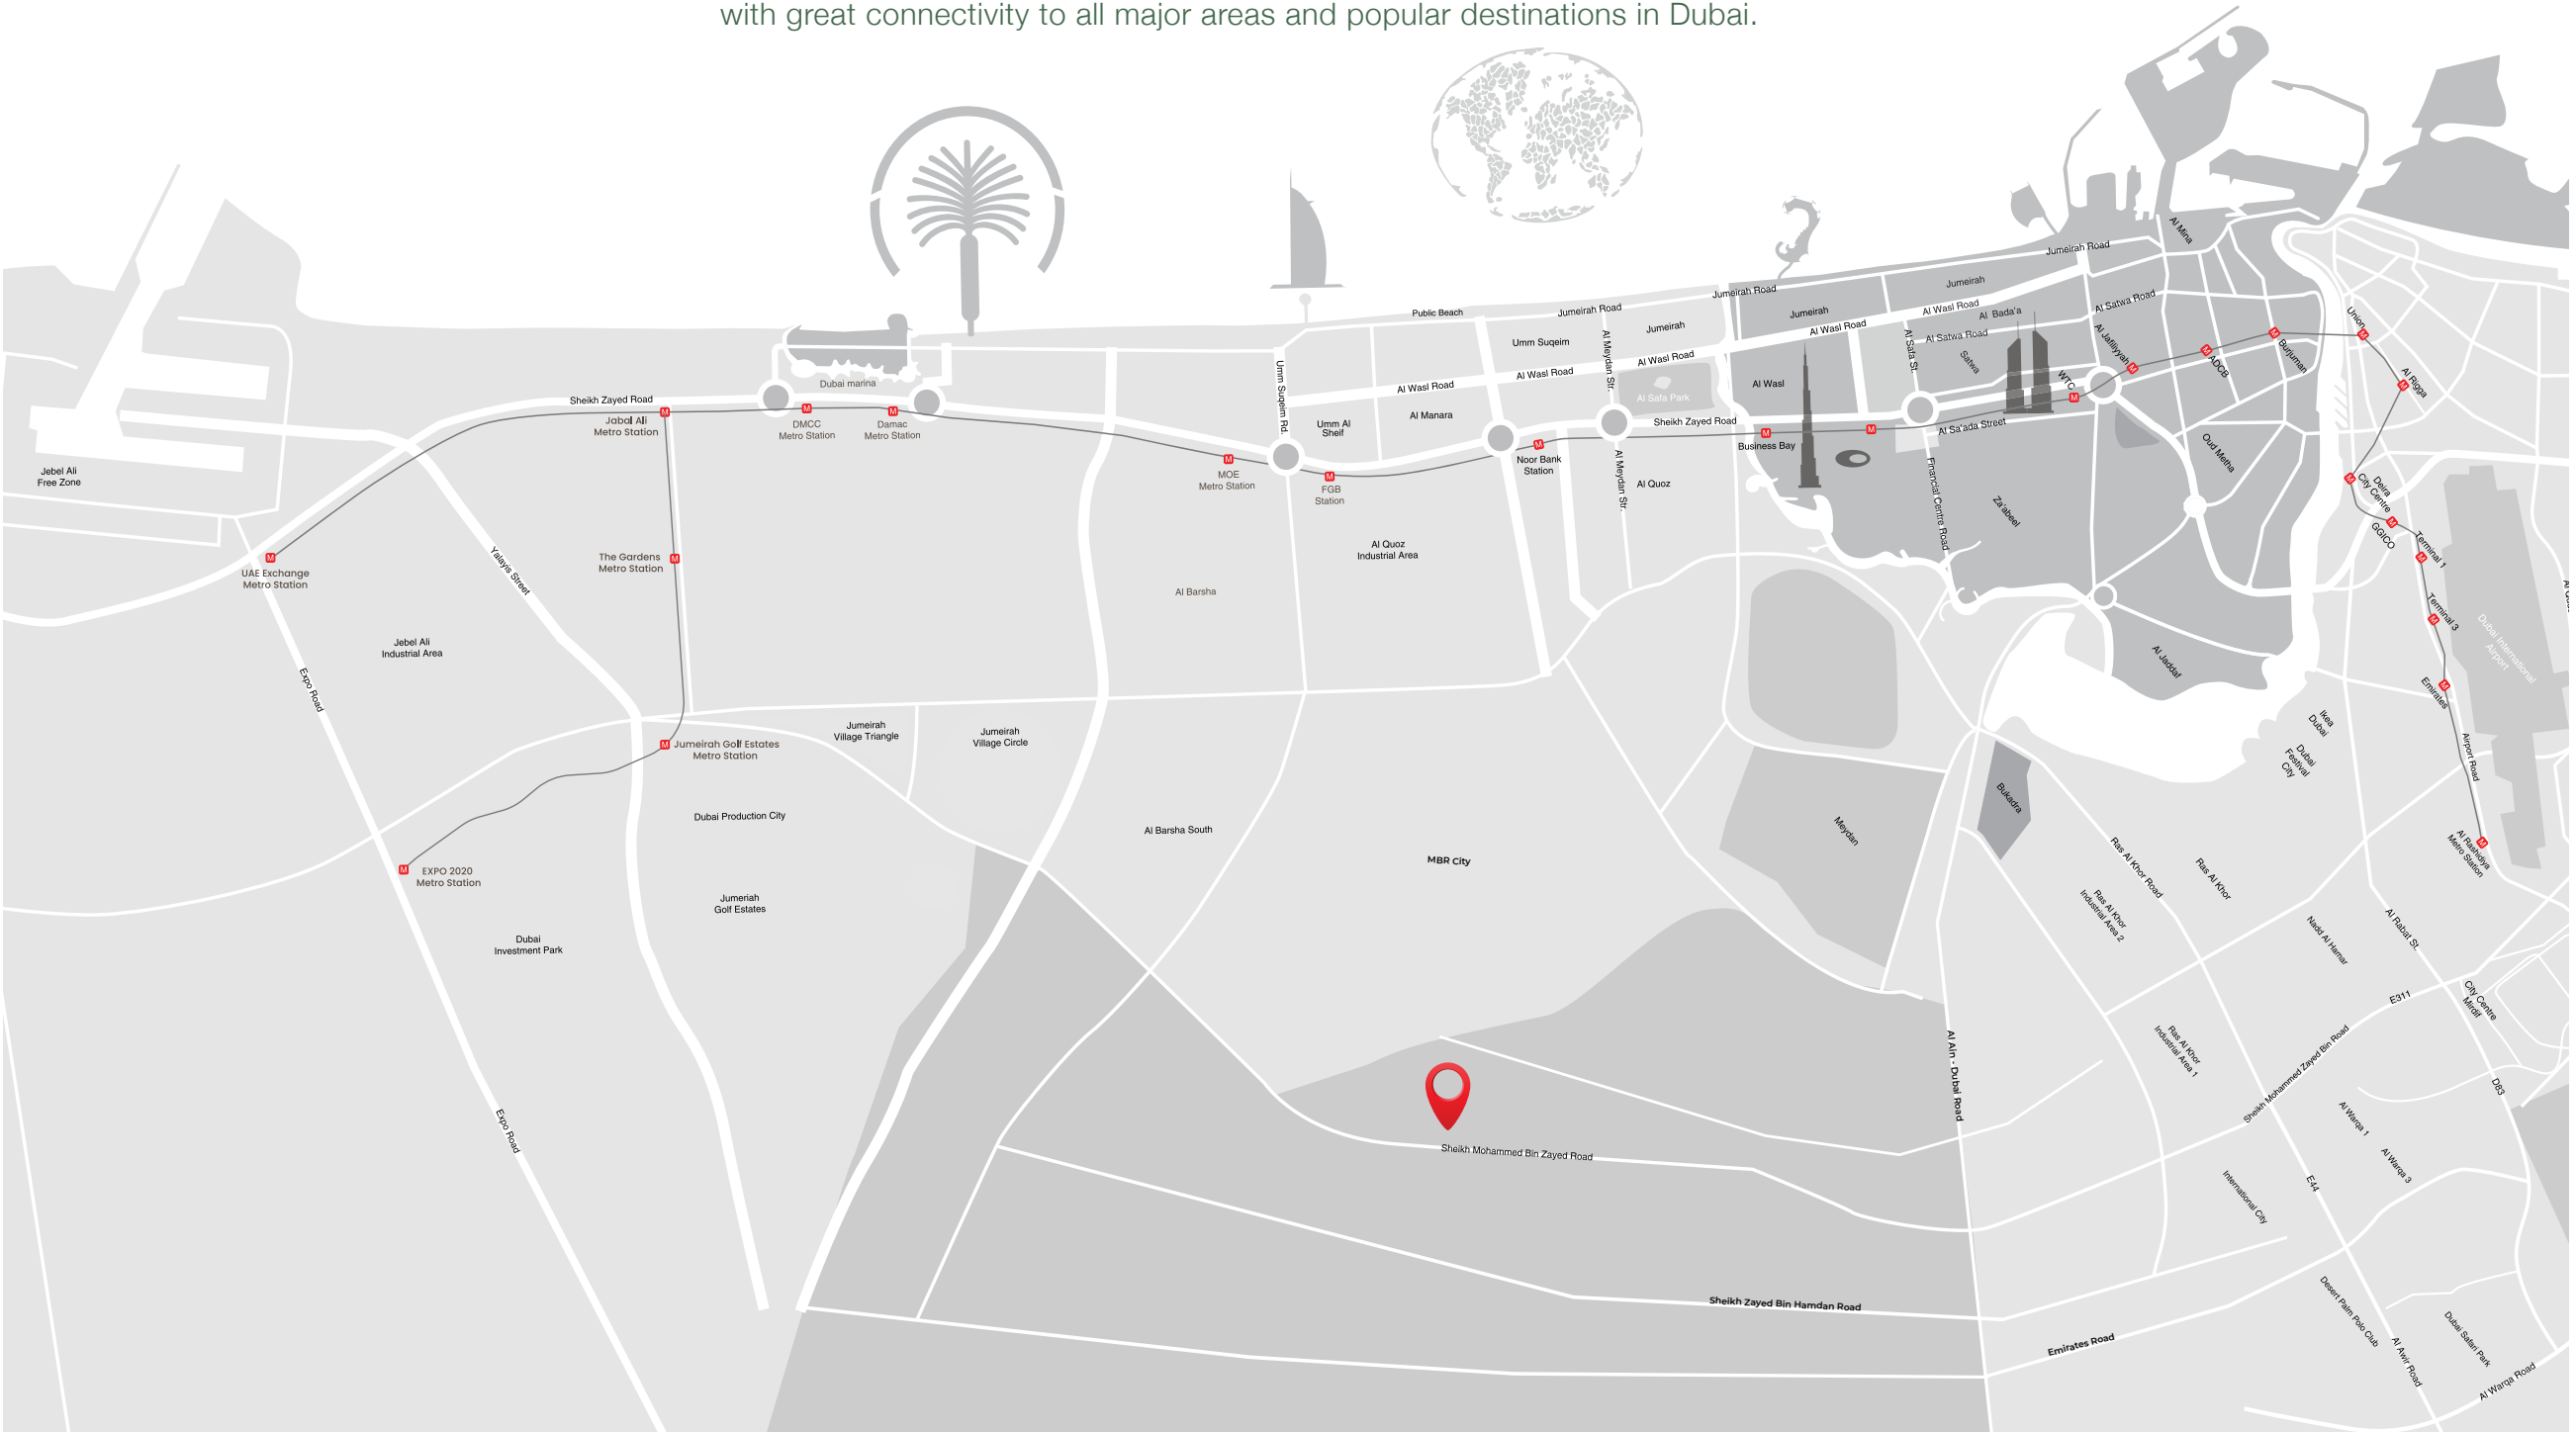 with great connectivity to all major areas and popular destinations in Dubai.
Al Mina
Jumeirah Road
Jumeirah
Jumeirah Road
Jumeirah Road
Public Beach
Jumeirah
Jumeirah
Al Wasl Road
Al Satwa Road
Al Bada'a
Al Wasl Road
Al Satwa Road
Al Jafiliyyah
M
Union
M
M
Burjuman
M
ADCB
M
Al Rigga
Umm Suqeim
Al Meydan Str.
Al Wasl Road
Al Wasl Road
Al Wasl Road
Al Safa St.
Satwa
WTC
M
Umm Suqeim Rd.
Dubai marina
Al Wasl
Al Safa Park
Sheikh Zayed Road
M
Jabal Ali
Metro Station
M
DMCC
Metro Station
M
Damac
Metro Station
Umm Al
Sheif
Al Manara
Sheikh Zayed Road
M
Business Bay
M
Al Sa'ada Street
Oud Metha
M
MOE
Metro Station
M
FGB
Station
M
Noor Bank
Station
Al Meydan Str.
Al Quoz
Financial Centre Road
Za'abeel
M
Deira
City Centre
M
GGICO
Jebel Ali
Free Zone
M
UAE Exchange
Metro Station
Yalayis Street
The Gardens
Metro Station
M
Al Quoz
Industrial Area
Al Barsha
M
Terminal 1
M
Terminal 3
Dubai International
Airport
M
Emirates
Jebel Ali
Industrial Area
Expo Road
Al Jaddaf
Ikea
Dubai
Dubai
Festival
City
Airport Road
M
Jumeirah Golf Estates
Metro Station
Jumeirah
Village Triangle
Jumeirah
Village Circle
Bukadra
Dubai Production City
Al Barsha South
Meydan
M
Al Rashidiya
Metro Station
MBR City
Ras Al Khor Road
Ras Al Khor
M
EXPO 2020
Metro Station
Jumeriah
Golf Estates
Ras Al Khor
Industrial Area 2
Nadd Al Hamar
Al Rabat St.
Dubai
Investment Park
E311
City Centre
Mirdif
Ras Al Khor
Industrial Area 1
Sheikh Mohammed Zayed Bin Road
D83
Al Ain - Dubai Road
Expo Road
Al Warqa 1
Al Warqa 3
Sheikh Mohammed Bin Zayed Road
E44
International City
Sheikh Zayed Bin Hamdan Road
Emirates Road
Desert Palm Polo Club
Al Awir Road
Dubai Safari Park
Al Warqa Road